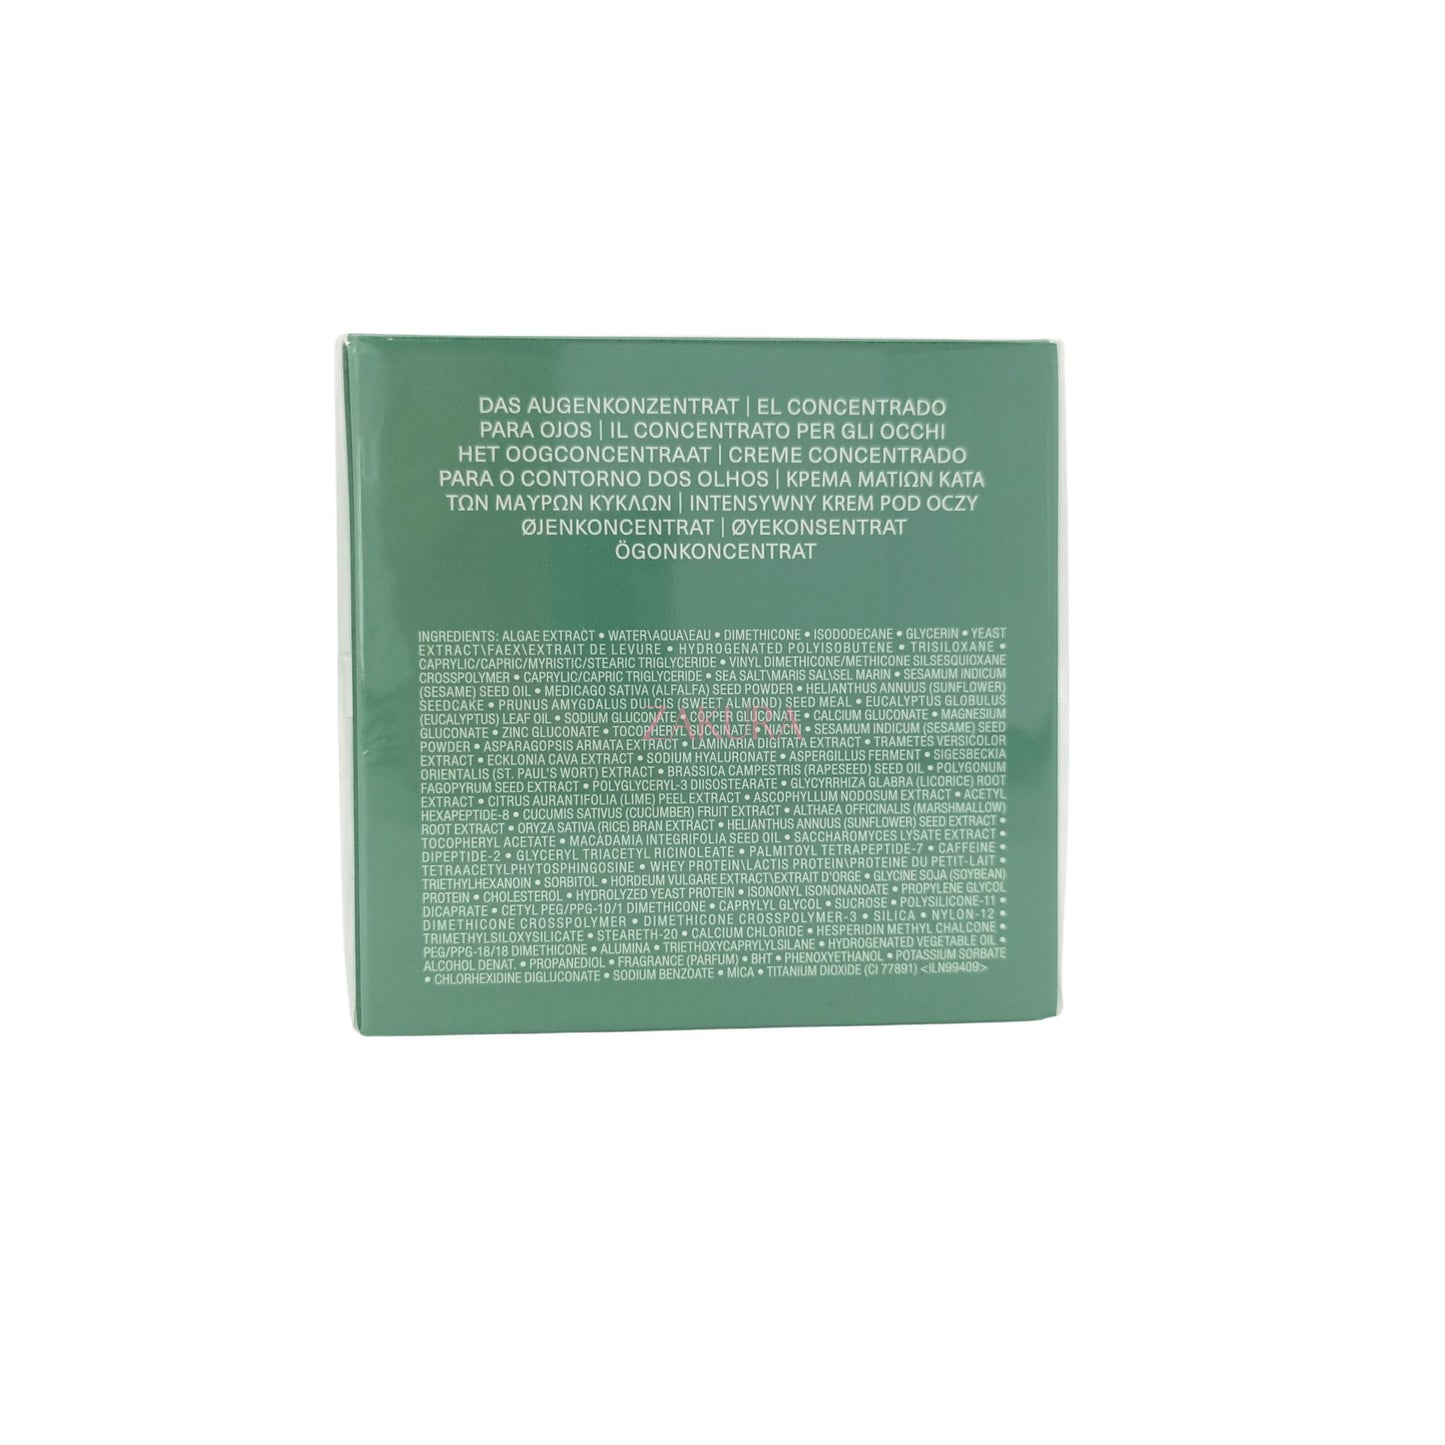 DAS AUGENKONZENTRAT | EL CONCENTRADO
PARA OJOS | IL CONCENTRATO PER GLI OCCHI
HET OOGCONCENTRAAT | CREME CONCENTRADO
PARA O CONTORNO DOS OLHOS | ΚΡΕΜΑ ΜΑΤΙΩΝ ΚΑΤΑ
ΤΩΝ ΜΑΥΡΩΝ ΚΥΚΛΩΝ | INTENSYWNY KREM POD OCZY
ØJENKONCENTRAT | ØYEKONSENTRAT
ÖGONKONCENTRAT
INGREDIENTS: ALGAE EXTRACT • WATER\AQUA\EAU • DIMETHICONE • ISODODECANE • GLYCERIN • YEAST
EXTRACT\FAEX\EXTRAIT DE LEVURE • HYDROGENATED POLYISOBUTENE • TRISILOXANE •
CAPRYLIC/CAPRIC/MYRISTIC/STEARIC TRIGLYCERIDE • VINYL DIMETHICONE/METHICONE SILSESQUIOXANE
CROSSPOLYMER • CAPRYLIC/CAPRIC TRIGLYCERIDE • SEA SALT\MARIS SAL\SEL MARIN • SESAMUM INDICUM
(SESAME) SEED OIL • MEDICAGO SATIVA (ALFALFA) SEED POWDER • HELIANTHUS ANNUUS (SUNFLOWER)
SEEDCAKE • PRUNUS AMYGDALUS DULCIS (SWEET ALMOND) SEED MEAL • EUCALYPTUS GLOBULUS
(EUCALYPTUS) LEAF OIL • SODIUM GLUCONATE • COPPER GLUCONATE • CALCIUM GLUCONATE • MAGNESIUM
GLUCONATE • ZINC GLUCONATE • TOCOPHERYL SUCCINATE • NIACIN • SESAMUM INDICUM (SESAME) SEED
POWDER • ASPARAGOPSIS ARMATA EXTRACT • LAMINARIA DIGITATA EXTRACT • TRAMETES VERSICOLOR
EXTRACT • ECKLONIA CAVA EXTRACT • SODIUM HYALURONATE • ASPERGILLUS FERMENT • SIGESBECKIA
ORIENTALIS (ST. PAUL'S WORT) EXTRACT • BRASSICA CAMPESTRIS (RAPESEED) SEED OIL • POLYGONUM
FAGOPYRUM SEED EXTRACT • POLYGLYCERYL-3 DIISOSTEARATE • GLYCYRRHIZA GLABRA (LICORICE) ROOT
EXTRACT • CITRUS AURANTIFOLIA (LIME) PEEL EXTRACT • ASCOPHYLLUM NODOSUM EXTRACT • ACETYL
HEXAPEPTIDE-8 • CUCUMIS SATIVUS (CUCUMBER) FRUIT EXTRACT • ALTHAEA OFFICINALIS (MARSHMALLOW)
ROOT EXTRACT • ORYZA SATIVA (RICE) BRAN EXTRACT • HELIANTHUS ANNUUS (SUNFLOWER) SEED EXTRACT •
TOCOPHERYL ACETATE • MACADAMIA INTEGRIFOLIA SEED OIL • SACCHAROMYCES LYSATE EXTRACT •
DIPEPTIDE-2 • GLYCERYL TRIACETYL RICINOLEATE • PALMITOYL TETRAPEPTIDE-7 • CAFFEINE •
TETRAACETYLPHYTOSPHINGOSINE • WHEY PROTEIN\LACTIS PROTEIN\PROTEINE DU PETIT-LAIT •
TRIETHYLHEXANOIN • SORBITOL • HORDEUM VULGARE EXTRACT\EXTRAIT D'ORGE • GLYCINE SOJA (SOYBEAN)
PROTEIN • CHOLESTEROL • HYDROLYZED YEAST PROTEIN • ISONONYL ISONONANOATE • PROPYLENE GLYCOL
DICAPRATE • CETYL PEG/PPG-10/1 DIMETHICONE • CAPRYLYL GLYCOL • SUCROSE • POLYSILICONE-11 •
DIMETHICONE CROSSPOLYMER • DIMETHICONE CROSSPOLYMER-3 • SILICA • NYLON-12 •
TRIMETHYLSILOXYSILICATE • STEARETH-20 • CALCIUM CHLORIDE • HESPERIDIN METHYL CHALCONE •
PEG/PPG-18/18 DIMETHICONE • ALUMINA • TRIETHOXYCAPRYLYLSILANE • HYDROGENATED VEGETABLE OIL •
ALCOHOL DENAT. • PROPANEDIOL • FRAGRANCE (PARFUM) • BHT • PHENOXYETHANOL • POTASSIUM SORBATE
• CHLORHEXIDINE DIGLUCONATE • SODIUM BENZOATE • MICA • TITANIUM DIOXIDE (CI 77891) <ILN99409>
ZAKURA